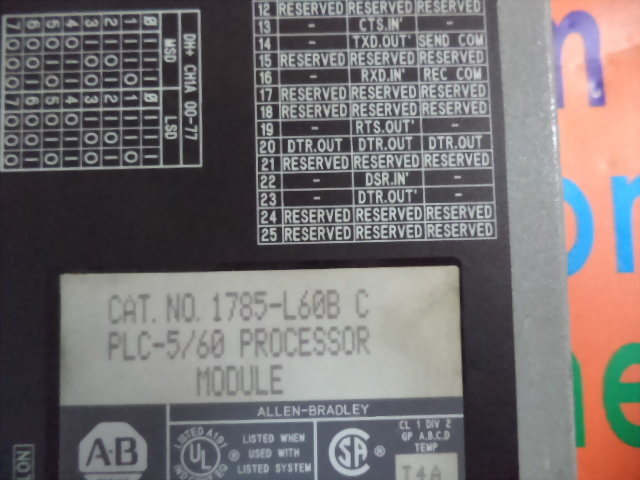 12 RESERVED RESERVED RESERVED
13 - CTS.IN' -
14 - TXD.OUT' SEND COM
15 RESERVED RESERVED RESERVED
16 - RXD.IN' REC COM
17 RESERVED RESERVED RESERVED
18 RESERVED RESERVED RESERVED
19 - RTS.OUT' -
20 DTR.OUT DTR.OUT DTR.OUT
21 RESERVED RESERVED RESERVED
22 - DSR.IN' -
23 - DTR.OUT' -
24 RESERVED RESERVED RESERVED
25 RESERVED RESERVED RESERVED
DH+ CH1A 00-77
MSD LSD
CAT. NO. 1785-L60B C
PLC-5/60 PROCESSOR
MODULE
ALLEN-BRADLEY
A-B
LISTED
UL ®
LISTED WHEN
USED WITH
LISTED SYSTEM
SA ®
CL 1 DIV 2
GP A,B,C,D
TEMP
T4A